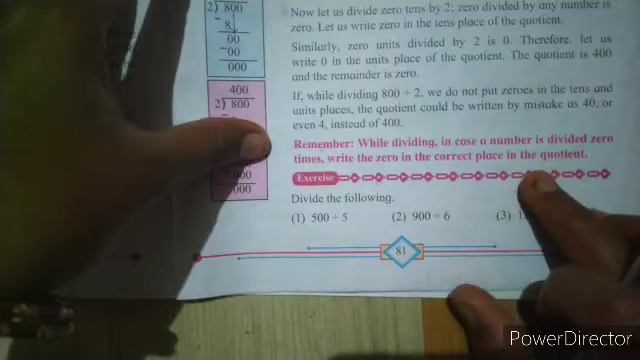 2) 800
- 8
00
-00
000
400
2) 800
000
000
Now let us divide zero tens by 2; zero divided by any number is
zero. Let us write zero in the tens place of the quotient.
Similarly, zero units divided by 2 is 0. Therefore, let us
write 0 in the units place of the quotient. The quotient is 400
and the remainder is zero.
If, while dividing 800 ÷ 2, we do not put zeroes in the tens and
units places, the quotient could be written by mistake as 40, or
even 4, instead of 400.
Remember: While dividing, in case a number is divided zero
times, write the zero in the correct place in the quotient.
Exercise
Divide the following.
(1) 500 ÷ 5 (2) 900 ÷ 6 (3)
81
PowerDirector